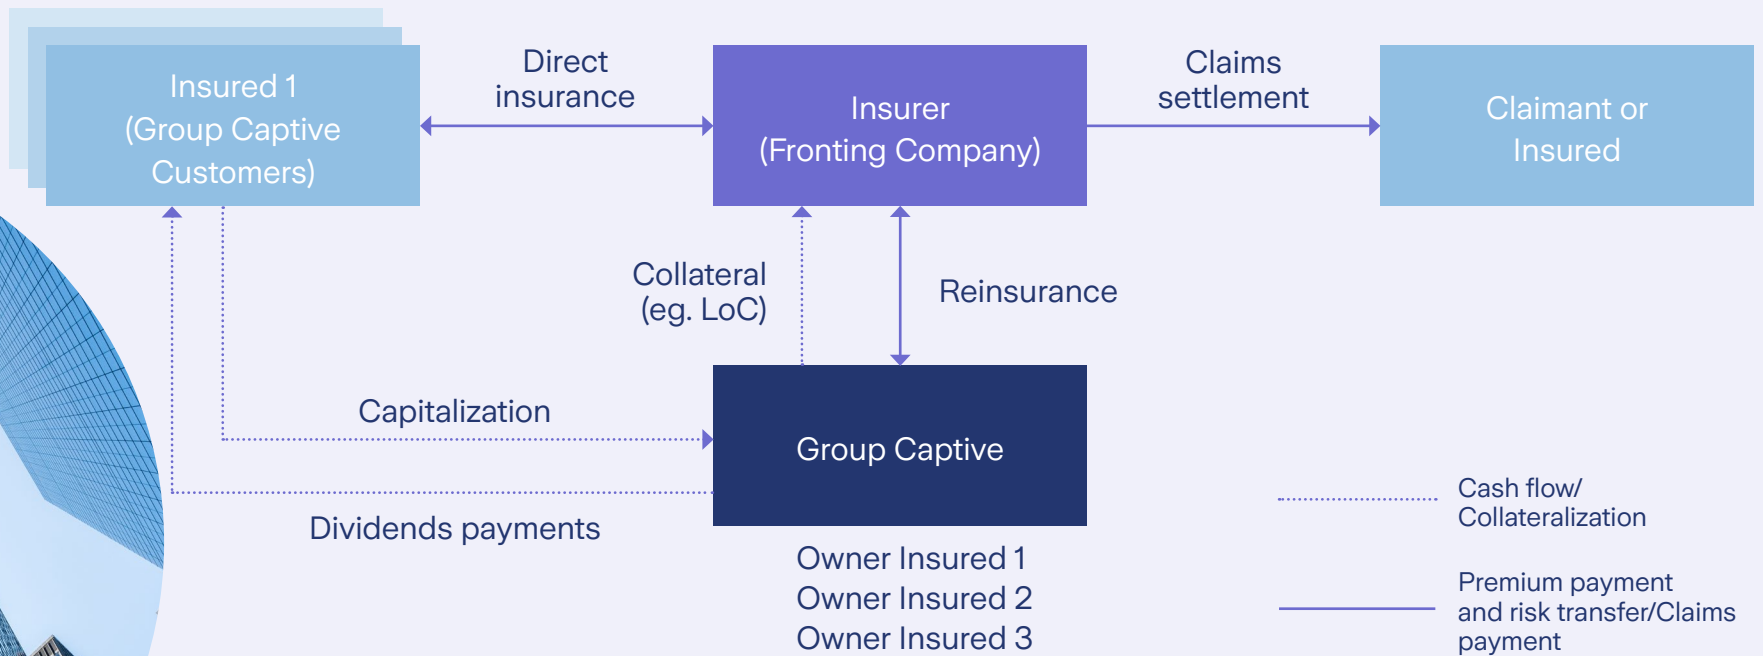 Insured 1
(Group Captive
Customers)
Direct
insurance
Insurer
(Fronting Company)
Claims
settlement
Claimant or
Insured
Collateral
(eg. LoC)
Reinsurance
Capitalization
Group Captive
Dividends payments
Owner Insured 1
Owner Insured 2
Owner Insured 3
Cash flow/
Collateralization
Premium payment
and risk transfer/Claims
payment